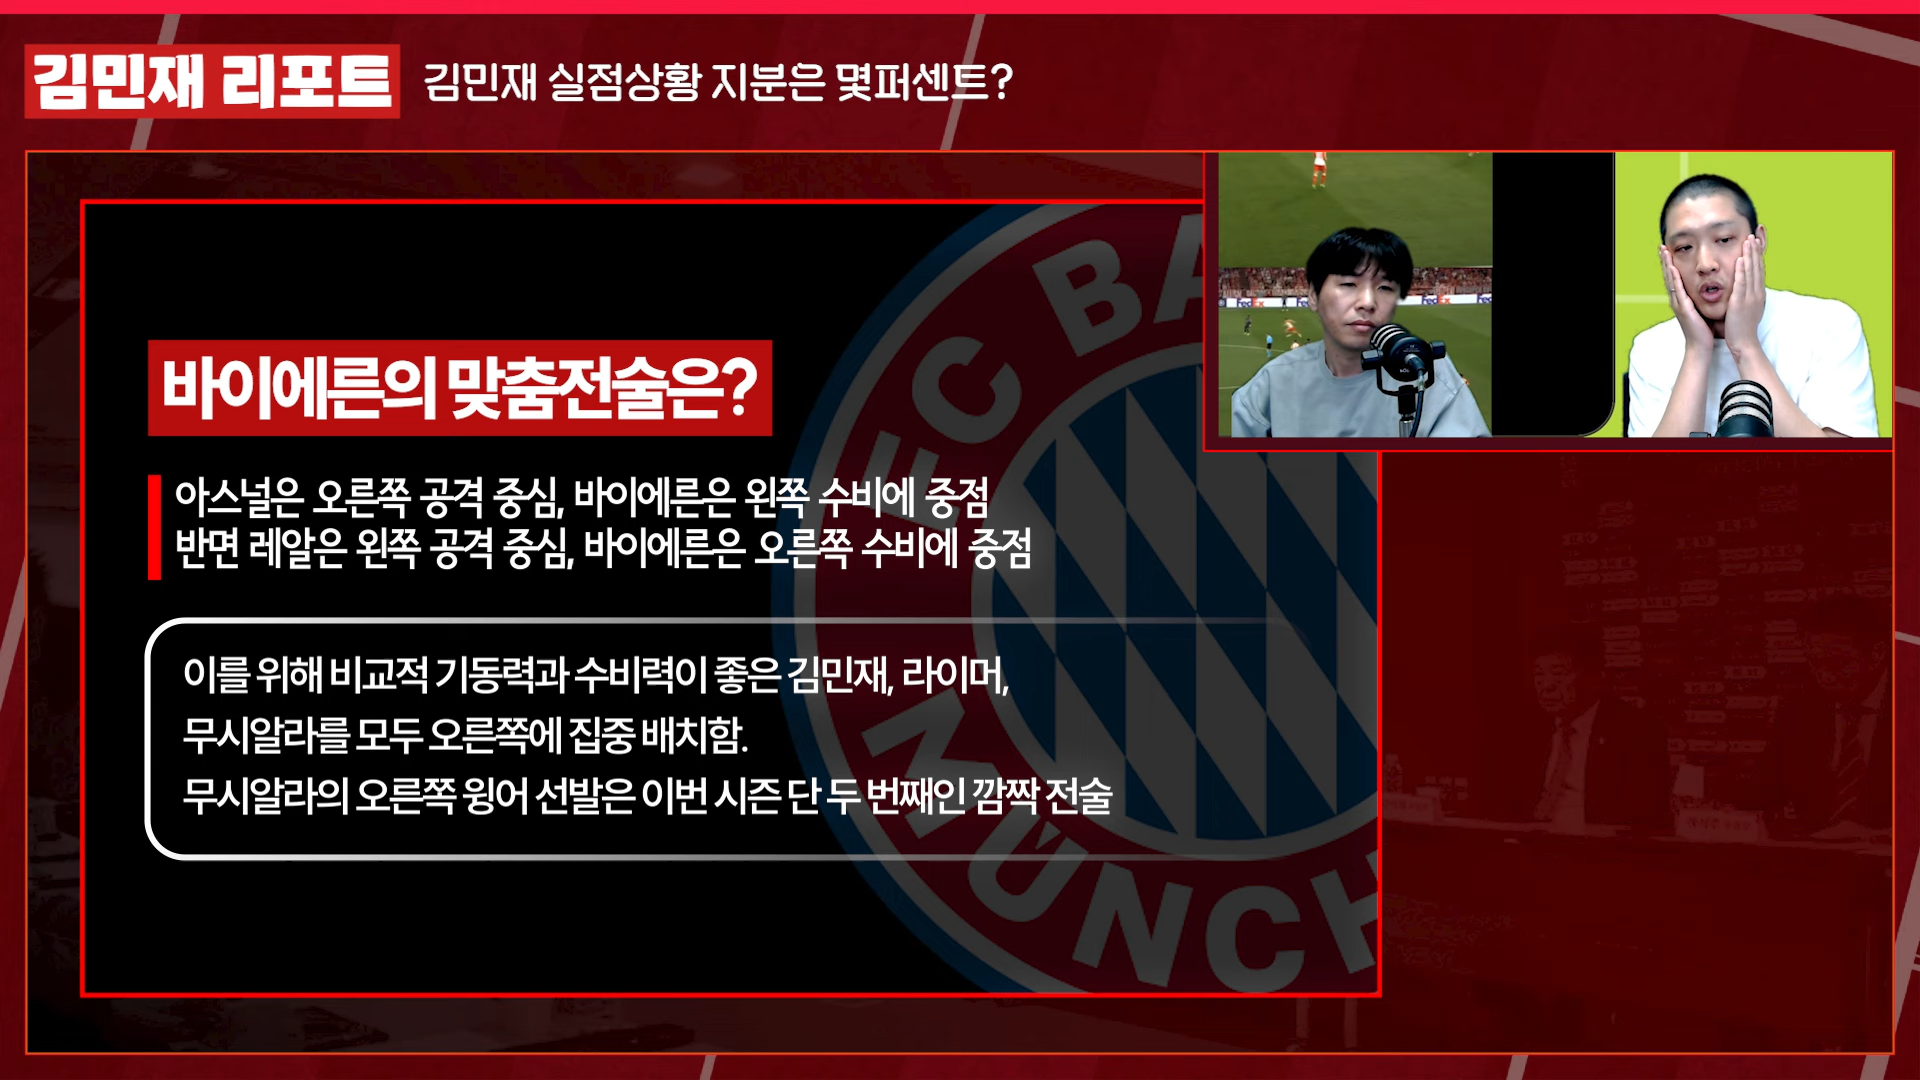 김민재 리포트
김민재 실점상황 지분은 몇퍼센트?
바이에른의 맞춤전술은?
아스널은 오른쪽 공격 중심, 바이에른은 왼쪽 수비에 중점
반면 레알은 왼쪽 공격 중심, 바이에른은 오른쪽 수비에 중점
이를 위해 비교적 기동력과 수비력이 좋은 김민재, 라이머,
무시알라를 모두 오른쪽에 집중 배치함.
무시알라의 오른쪽 윙어 선발은 이번 시즌 단 두 번째인 깜짝 전술
FC BA
MÜNCH
FedEx
FedEx